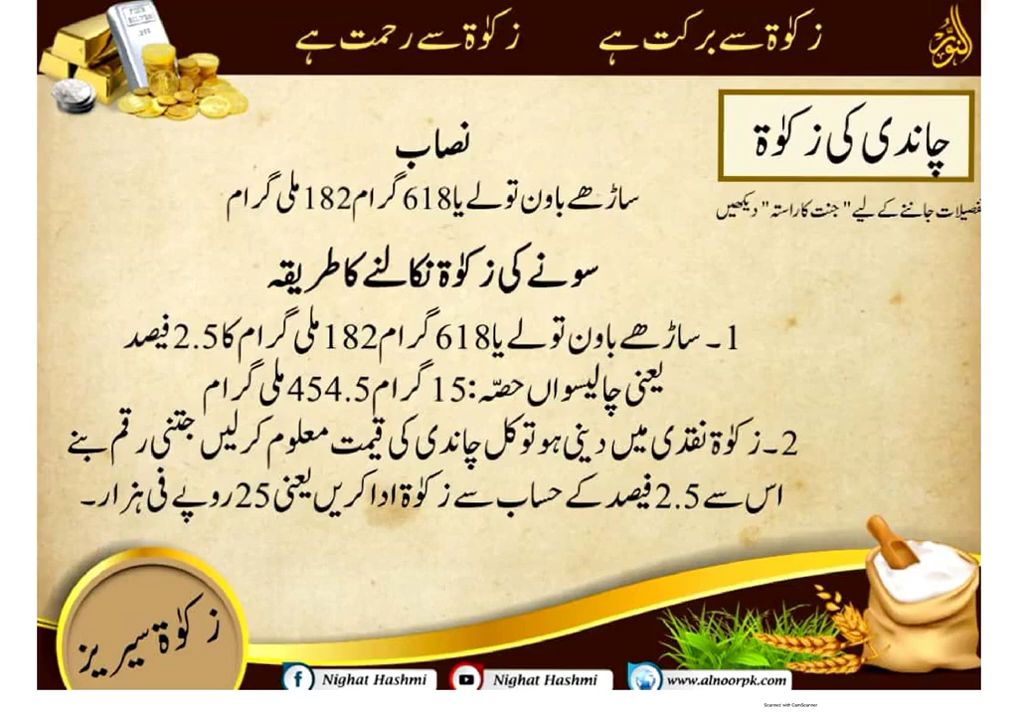 زکوٰۃ سے برکت ہے زکوٰۃ سے رحمت ہے
النور
چاندی کی زکوٰۃ
تفصیلات جاننے کے لیے "جنت کا راستہ" دیکھیں
نصاب
ساڑھے باون تولے یا 618 گرام 182 ملی گرام
سونے کی زکوٰۃ نکالنے کا طریقہ
1۔ ساڑھے باون تولے یا 618 گرام 182 ملی گرام کا 2.5 فیصد
یعنی چالیسواں حصّہ: 15 گرام 454.5 ملی گرام
2۔ زکوٰۃ نقدی میں دینی ہو تو کل چاندی کی قیمت معلوم کرلیں جتنی رقم بنے
اس سے 2.5 فیصد کے حساب سے زکوٰۃ ادا کریں یعنی 25 روپے فی ہزار۔
زکوٰۃ سیریز
Nighat Hashmi
Nighat Hashmi
www.alnoorpk.com
Scanned with CamScanner